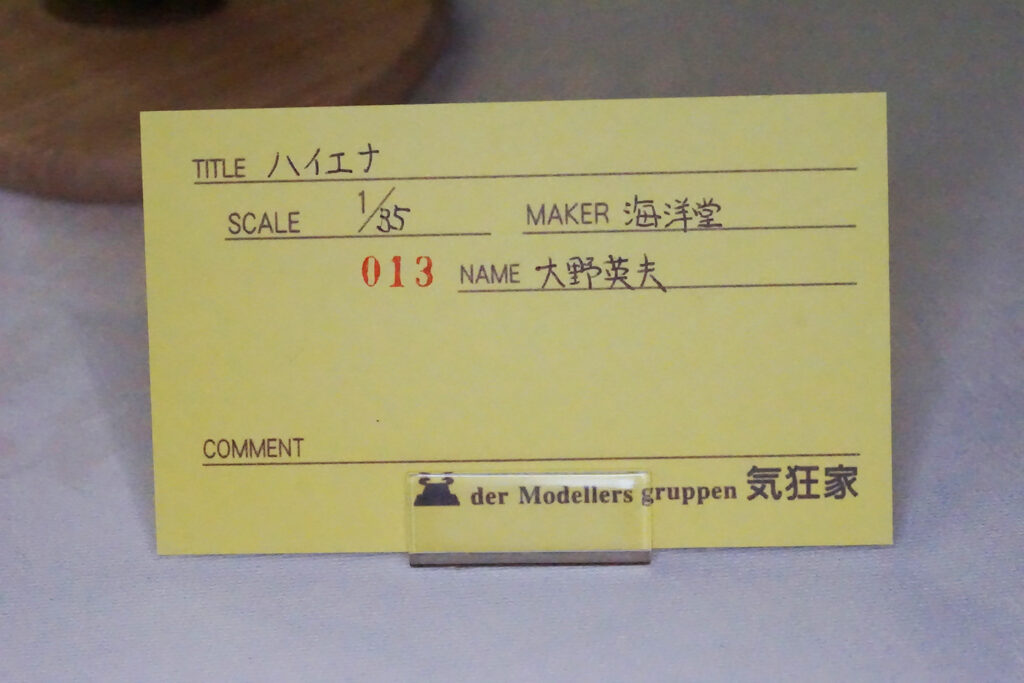 TITLE ハイエナ
SCALE 1/35 MAKER 海洋堂
013 NAME 大野英夫
COMMENT
der Modellers gruppen 気狂家